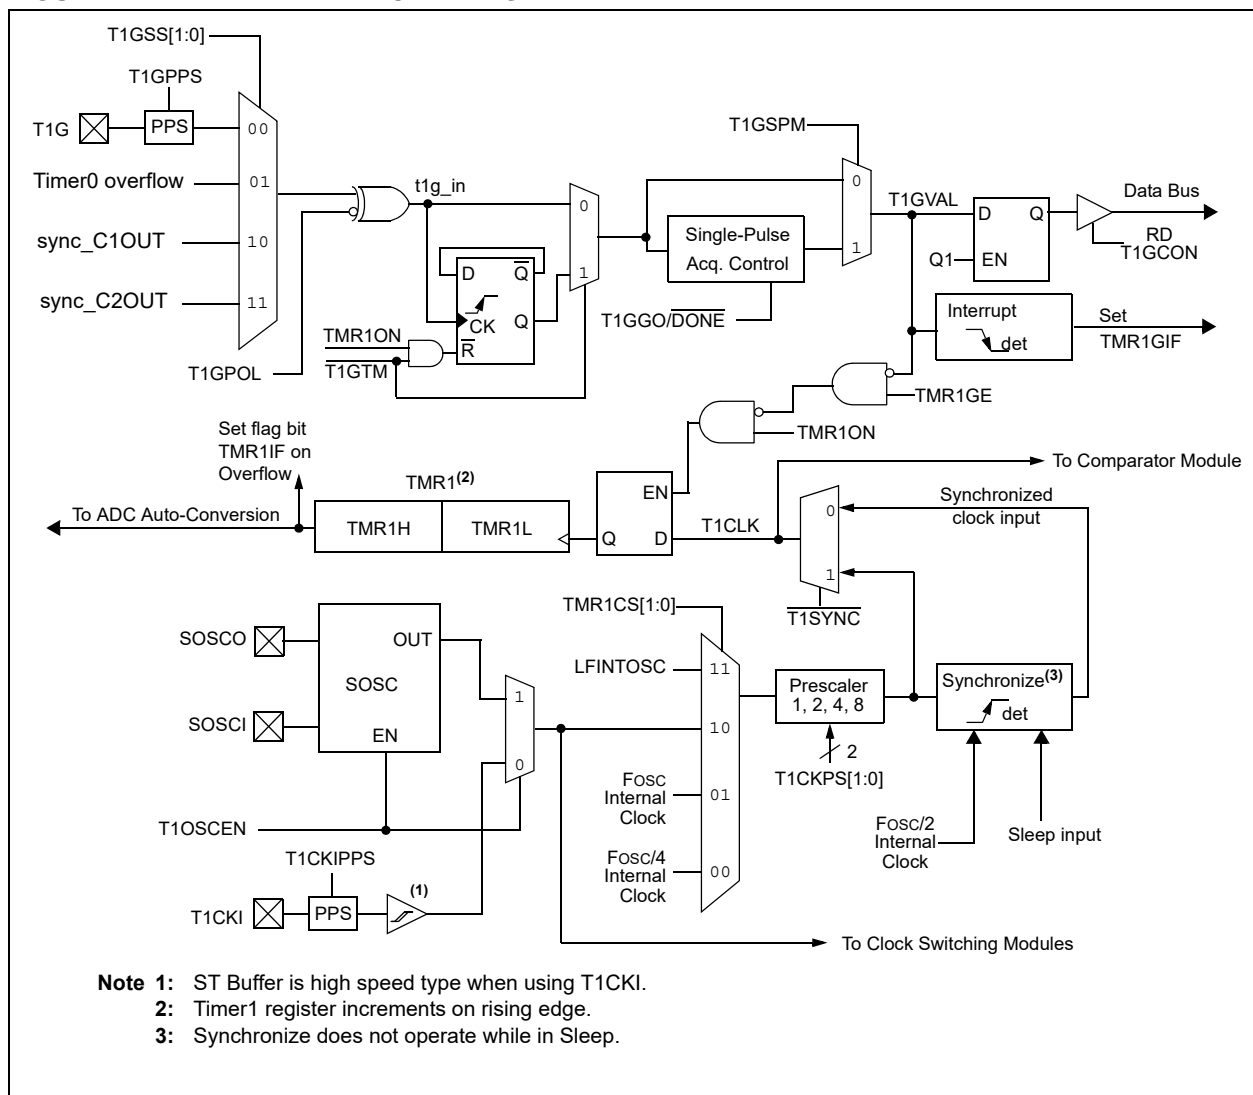 T1GSS[1:0]
T1GPPS
T1G
PPS
00
T1GSPM
Timer0 overflow
01
t1g_in
0
0
T1GVAL
D
Q
Data Bus
sync_C1OUT
10
Single-Pulse
Acq. Control
1
RD
T1GCON
Q1
EN
D
Q
1
sync_C2OUT
11
CK
Q
T1GGO/DONE
Interrupt
det
Set
TMR1GIF
TMR1ON
R
T1GTM
T1GPOL
TMR1GE
TMR1ON
Set flag bit
TMR1IF on
Overflow
To Comparator Module
TMR1(2)
EN
Synchronized
clock input
To ADC Auto-Conversion
TMR1H
TMR1L
Q
D
T1CLK
0
1
T1SYNC
TMR1CS[1:0]
SOSCO
OUT
LFINTOSC
11
Prescaler
1, 2, 4, 8
Synchronize(3)
det
SOSC
1
SOSCI
EN
10
2
T1CKPS[1:0]
0
FOSC
Internal
Clock
01
T1OSCEN
FOSC/2
Internal
Clock
Sleep input
T1CKIPPS
FOSC/4
Internal
Clock
00
(1)
T1CKI
PPS
To Clock Switching Modules
Note 1: ST Buffer is high speed type when using T1CKI.
2: Timer1 register increments on rising edge.
3: Synchronize does not operate while in Sleep.